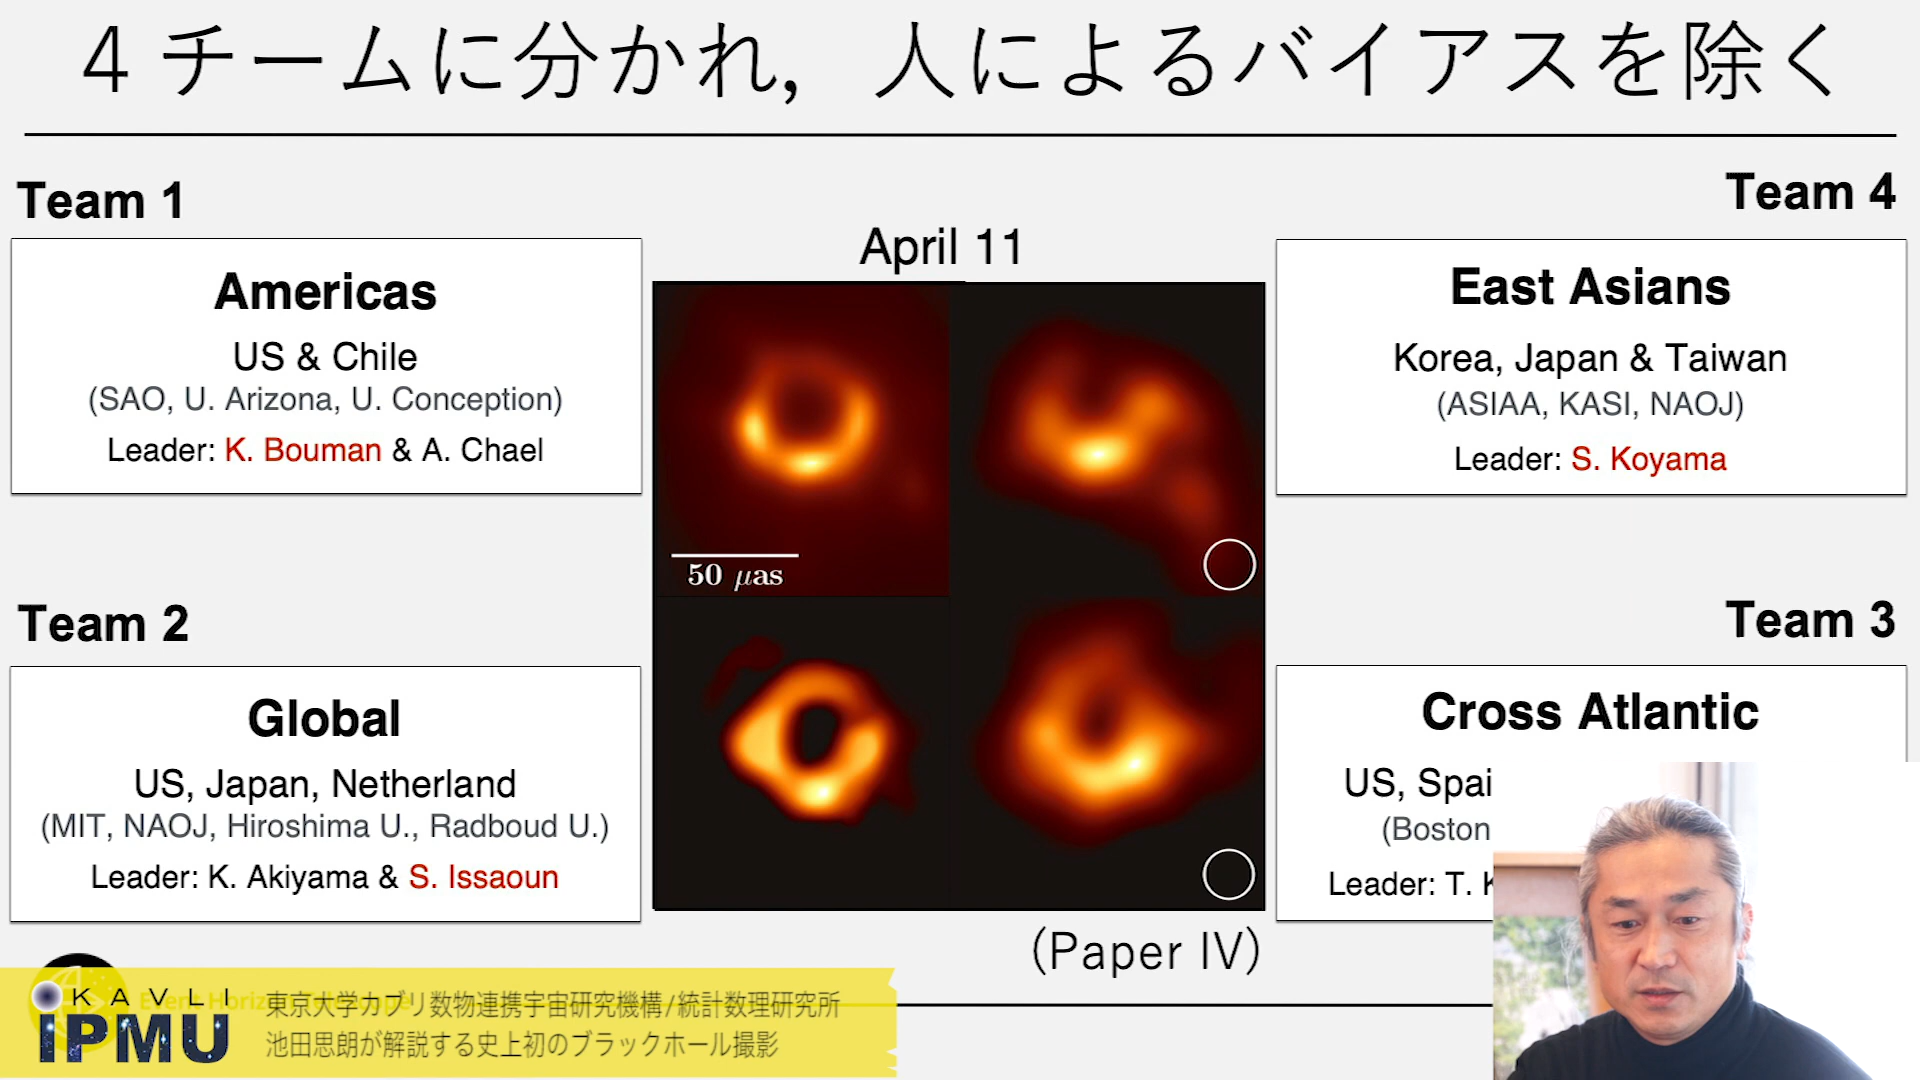 4チームに分かれ，人によるバイアスを除く
Team 1
Americas
US & Chile
(SAO, U. Arizona, U. Conception)
Leader: K. Bouman & A. Chael
Team 2
Global
US, Japan, Netherland
(MIT, NAOJ, Hiroshima U., Radboud U.)
Leader: K. Akiyama & S. Issaoun
April 11
50 μas
(Paper IV)
Team 4
East Asians
Korea, Japan & Taiwan
(ASIAA, KASI, NAOJ)
Leader: S. Koyama
Team 3
Cross Atlantic
US,
(Boston
Leader: T.
KAVLI
IPMU
東京大学カブリ数物連携宇宙研究機構/統計数理研究所
池田思朗が解説する史上初のブラックホール撮影